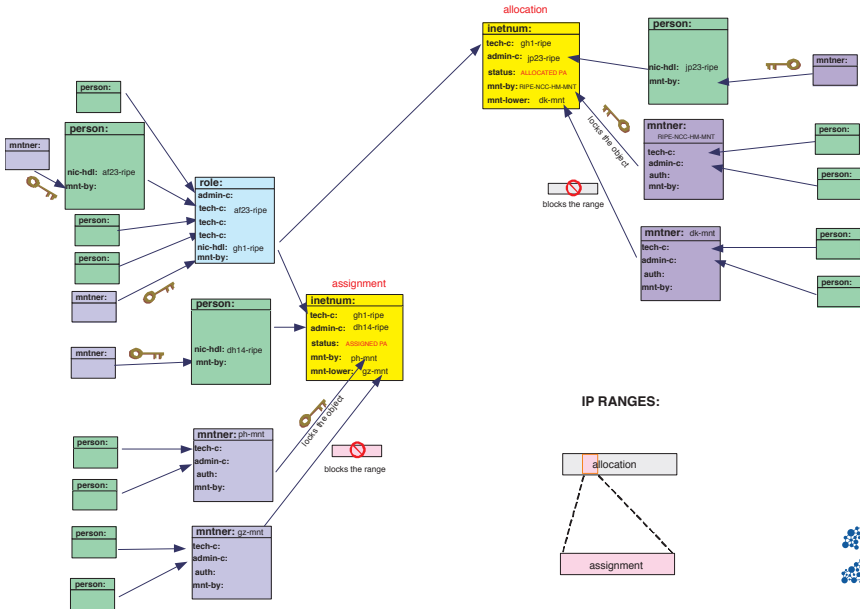 allocation
inetnum:
tech-c: gh1-ripe
admin-c: jp23-ripe
status: ALLOCATED PA
mnt-by: RIPE-NCC-HM-MNT
mnt-lower: dk-mnt
person:
nic-hdl: jp23-ripe
mnt-by:
mntner:
person:
mntner:
person:
nic-hdl: af23-ripe
mnt-by:
person:
person:
mntner:
role:
admin-c:
tech-c: af23-ripe
tech-c:
tech-c:
nic-hdl: gh1-ripe
mnt-by:
locks the object
blocks the range
mntner:
RIPE-NCC-HM-MNT
tech-c:
admin-c:
auth:
mnt-by:
person:
person:
mntner: dk-mnt
tech-c:
admin-c:
auth:
mnt-by:
person:
person:
assignment
inetnum:
tech-c: gh1-ripe
admin-c: dh14-ripe
status: ASSIGNED PA
mnt-by: ph-mnt
mnt-lower: gz-mnt
person:
nic-hdl: dh14-ripe
mnt-by:
mntner:
locks the object
blocks the range
person:
person:
mntner: ph-mnt
tech-c:
admin-c:
auth:
mnt-by:
person:
person:
mntner: gz-mnt
tech-c:
admin-c:
auth:
mnt-by:
IP RANGES:
allocation
assignment